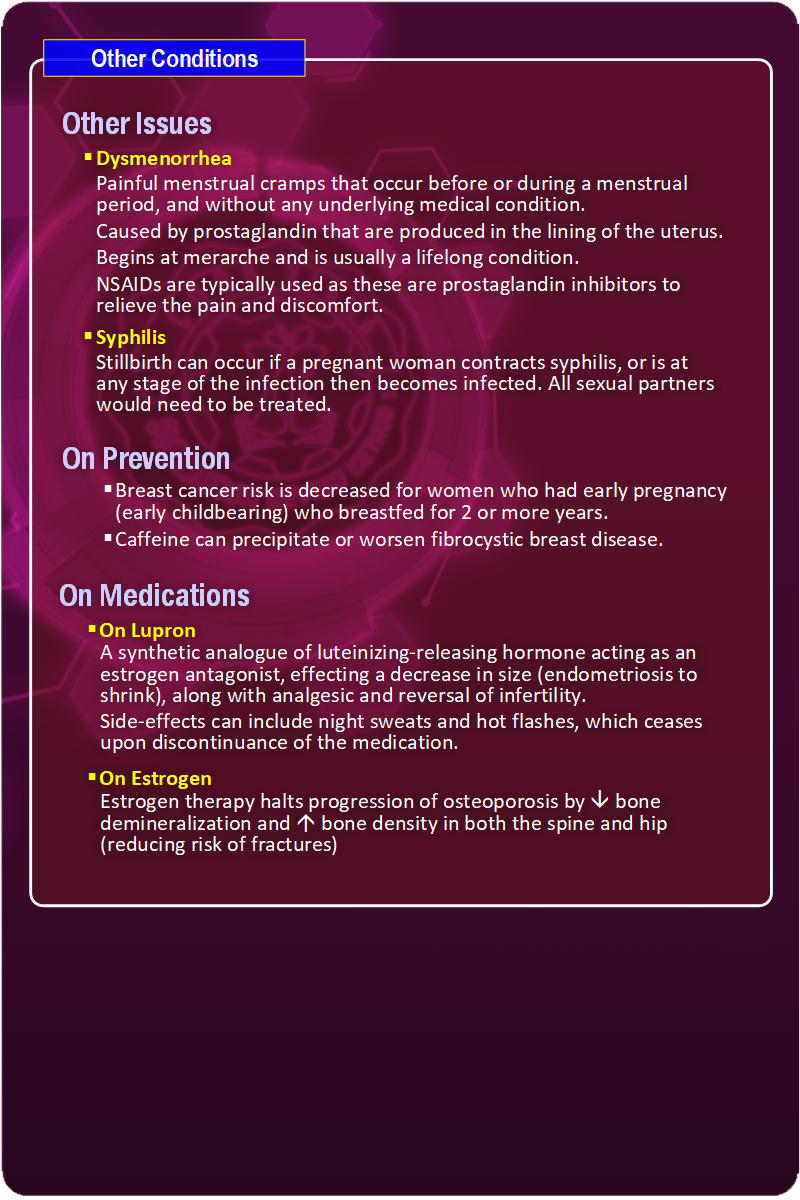 Other Conditions
Other Issues
▪ Dysmenorrhea
Painful menstrual cramps that occur before or during a menstrual
period, and without any underlying medical condition.
Caused by prostaglandin that are produced in the lining of the uterus.
Begins at merarche and is usually a lifelong condition.
NSAIDs are typically used as these are prostaglandin inhibitors to
relieve the pain and discomfort.
▪ Syphilis
Stillbirth can occur if a pregnant woman contracts syphilis, or is at
any stage of the infection then becomes infected. All sexual partners
would need to be treated.
On Prevention
▪ Breast cancer risk is decreased for women who had early pregnancy
(early childbearing) who breastfed for 2 or more years.
▪ Caffeine can precipitate or worsen fibrocystic breast disease.
On Medications
▪ On Lupron
A synthetic analogue of luteinizing-releasing hormone acting as an
estrogen antagonist, effecting a decrease in size (endometriosis to
shrink), along with analgesic and reversal of infertility.
Side-effects can include night sweats and hot flashes, which ceases
upon discontinuance of the medication.
▪ On Estrogen
Estrogen therapy halts progression of osteoporosis by ↓ bone
demineralization and ↑ bone density in both the spine and hip
(reducing risk of fractures)